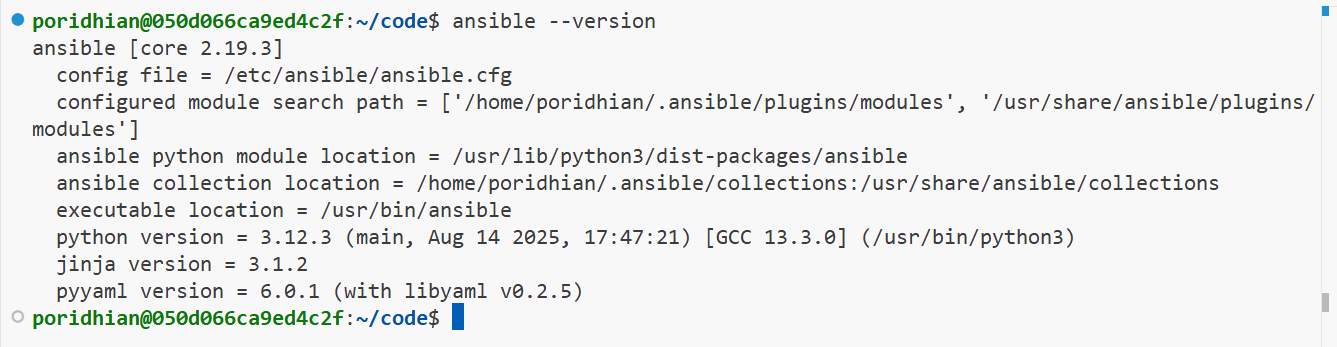 poridhian@050d066ca9ed4c2f:~/code$ ansible --version
ansible [core 2.19.3]
  config file = /etc/ansible/ansible.cfg
  configured module search path = ['/home/poridhian/.ansible/plugins/modules', '/usr/share/ansible/plugins/
modules']
  ansible python module location = /usr/lib/python3/dist-packages/ansible
  ansible collection location = /home/poridhian/.ansible/collections:/usr/share/ansible/collections
  executable location = /usr/bin/ansible
  python version = 3.12.3 (main, Aug 14 2025, 17:47:21) [GCC 13.3.0] (/usr/bin/python3)
  jinja version = 3.1.2
  pyyaml version = 6.0.1 (with libyaml v0.2.5)
poridhian@050d066ca9ed4c2f:~/code$